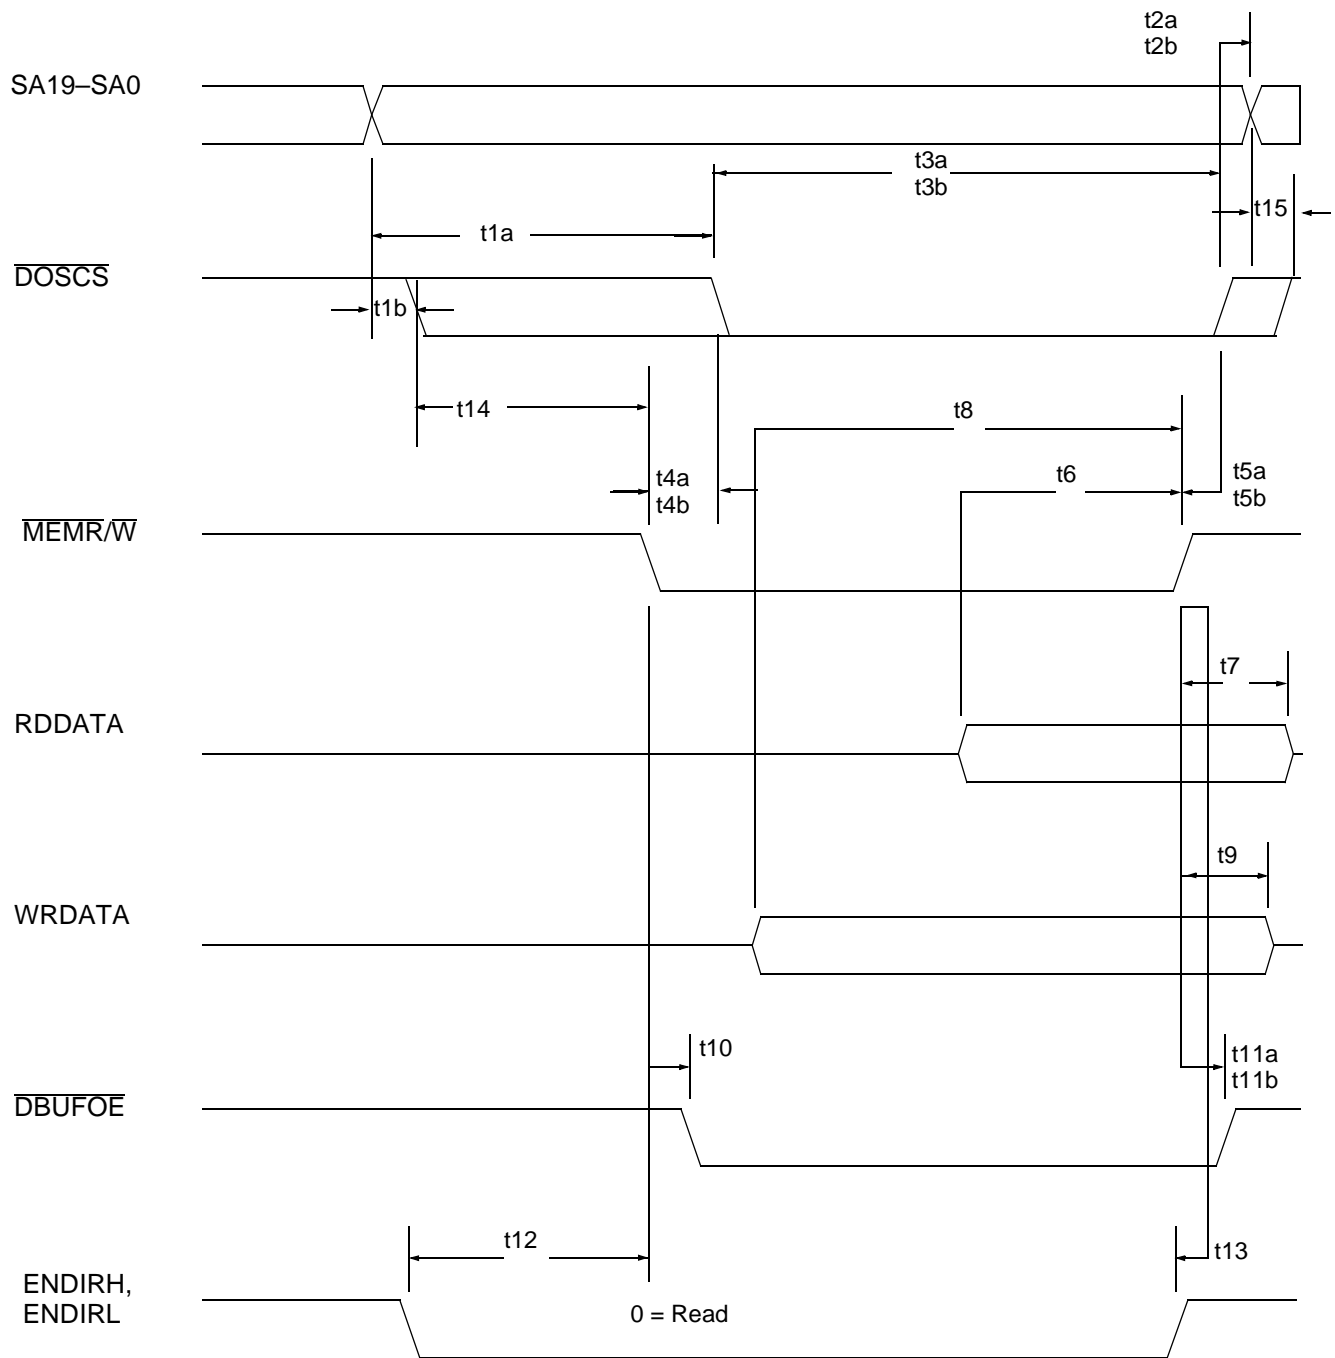 t2a
t2b
SA19–SA0
t3a
t3b
t15
t1a
DOSCS
t1b
t14
t8
t4a
t4b
t6
t5a
t5b
MEMR/W
t7
RDDATA
t9
WRDATA
t10
t11a
t11b
DBUFOE
t12
t13
ENDIRH,
ENDIRL
0 = Read